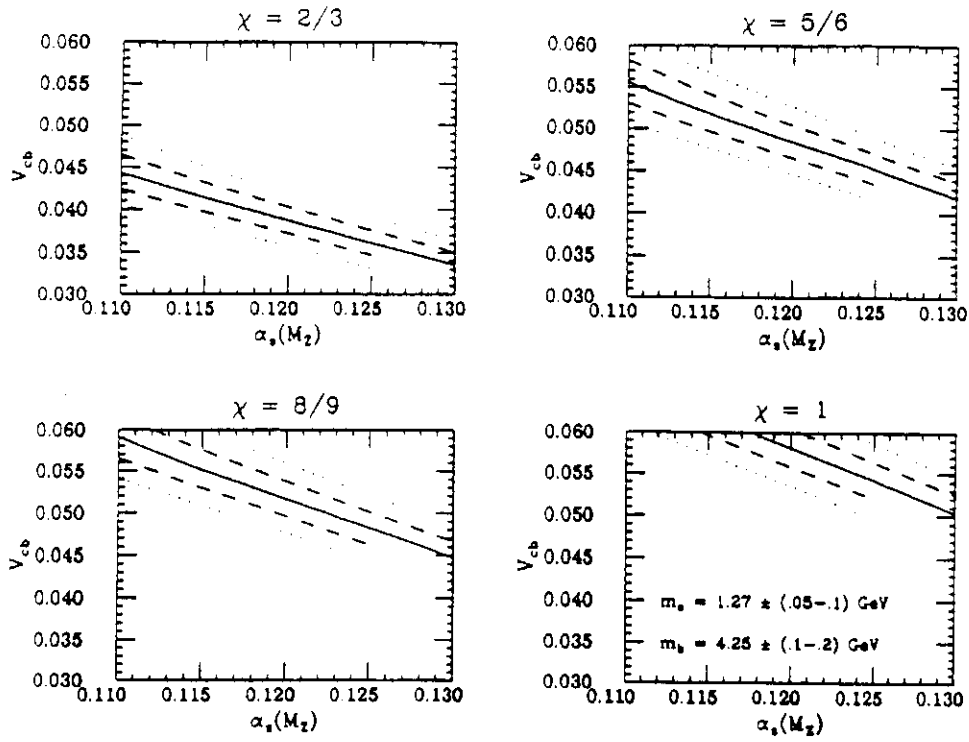 χ = 2/3
0.060
0.055
0.050
0.045
0.040
0.035
0.030
V_cb
0.110 0.115 0.120 0.125 0.130
α_s(M_Z)
χ = 5/6
0.060
0.055
0.050
0.045
0.040
0.035
0.030
V_cb
0.110 0.115 0.120 0.125 0.130
α_s(M_Z)
χ = 8/9
0.060
0.055
0.050
0.045
0.040
0.035
0.030
V_cb
0.110 0.115 0.120 0.125 0.130
α_s(M_Z)
χ = 1
0.060
0.055
0.050
0.045
0.040
0.035
0.030
V_cb
m_c = 1.27 ± (.05-.1) GeV
m_b = 4.25 ± (.1-.2) GeV
0.110 0.115 0.120 0.125 0.130
α_s(M_Z)